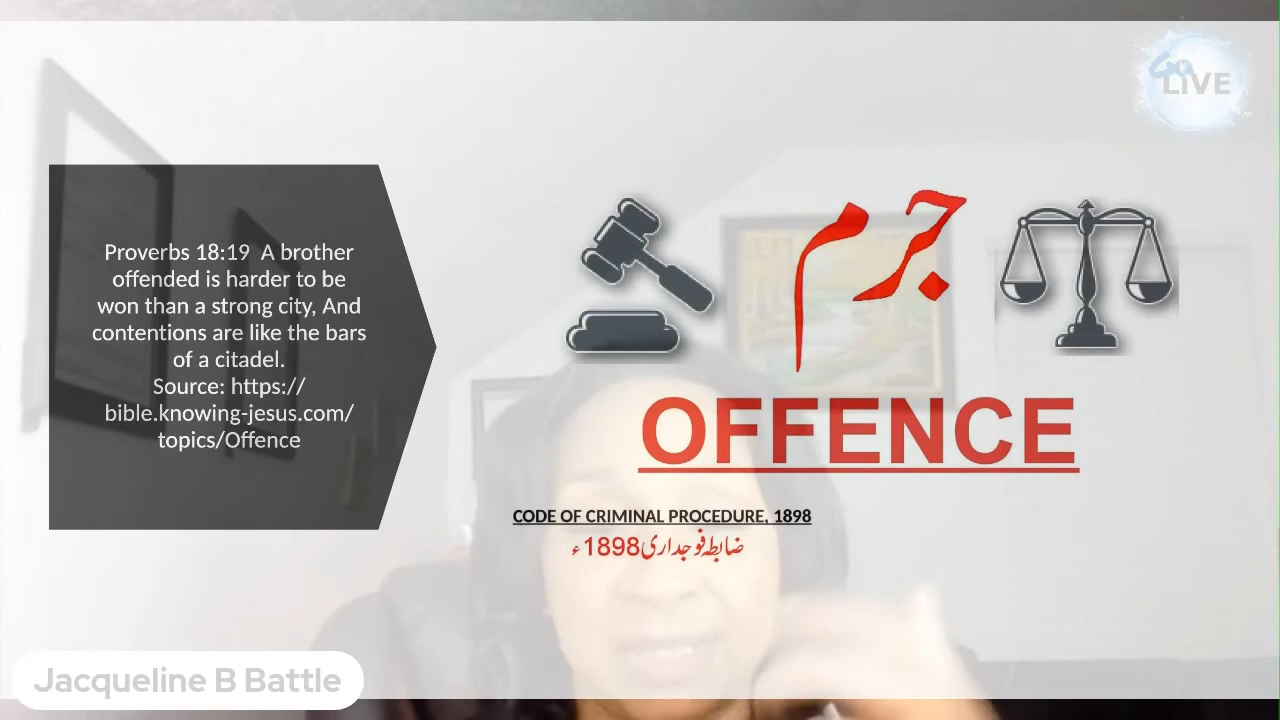 Go
LIVE
Proverbs 18:19 A brother
offended is harder to be
won than a strong city, And
contentions are like the bars
of a citadel.
Source: https://
bible.knowing-jesus.com/
topics/Offence
جرم
OFFENCE
CODE OF CRIMINAL PROCEDURE, 1898
ضابطہ فوجداری 1898ء
Jacqueline B Battle